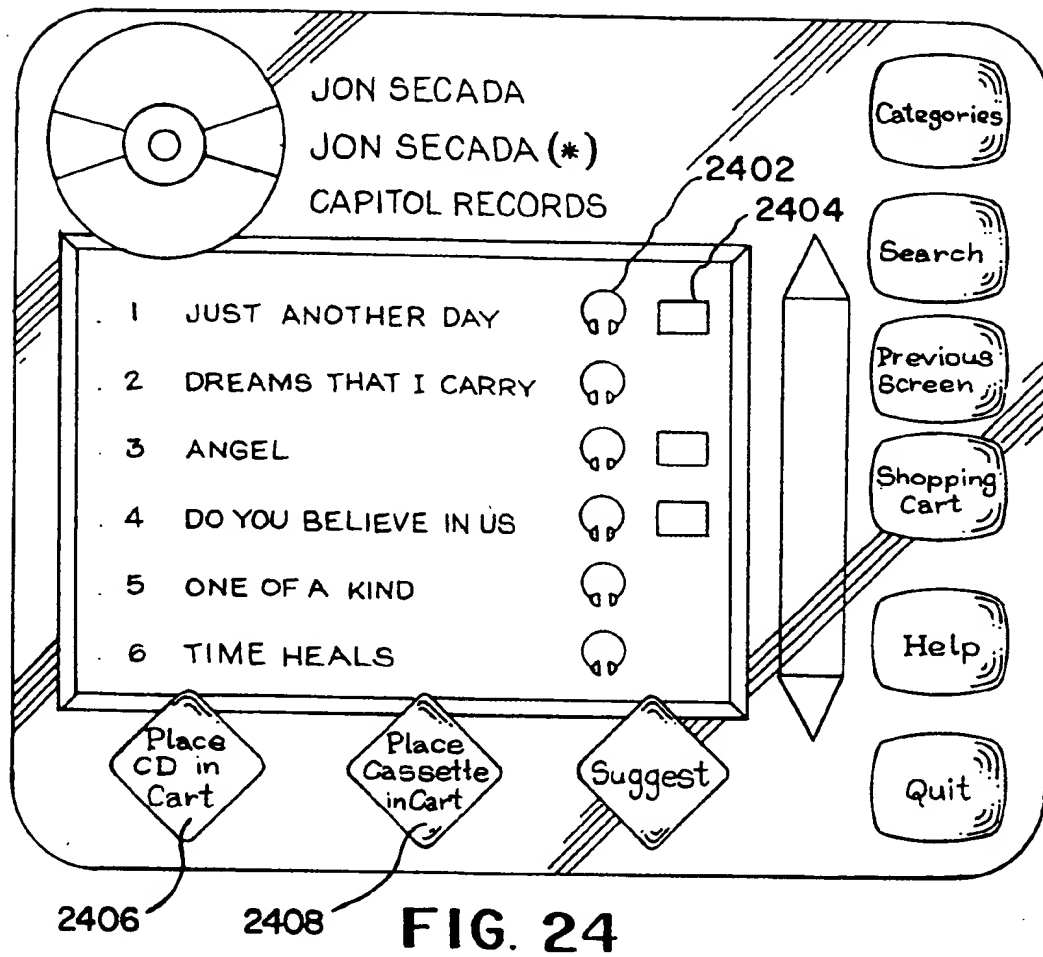 JON SECADA
JON SECADA (*)
CAPITOL RECORDS
2402
2404
1 JUST ANOTHER DAY
2 DREAMS THAT I CARRY
3 ANGEL
4 DO YOU BELIEVE IN US
5 ONE OF A KIND
6 TIME HEALS
Categories
Search
Previous
Screen
Shopping
Cart
Help
Quit
Place
CD in
Cart
Place
Cassette
in Cart
Suggest
2406
2408
FIG. 24